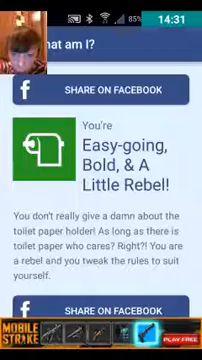 85% 14:31
hat am I?
f SHARE ON FACEBOOK
You're
Easy-going,
Bold, & A
Little Rebel!
You don't really give a damn about the
toilet paper holder! As long as there is
toilet paper who cares? Right?! You are
a rebel and you tweak the rules to suit
yourself.
f SHARE ON FACEBOOK
MOBILE
STRIKE
PLAY FREE